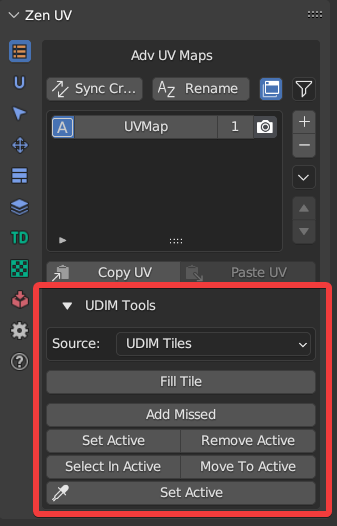 Zen UV
Adv UV Maps
Sync Cr... AZ Rename
A UVMap 1
Copy UV Paste UV
UDIM Tools
Source: UDIM Tiles
Fill Tile
Add Missed
Set Active Remove Active
TD
Select In Active Move To Active
Set Active